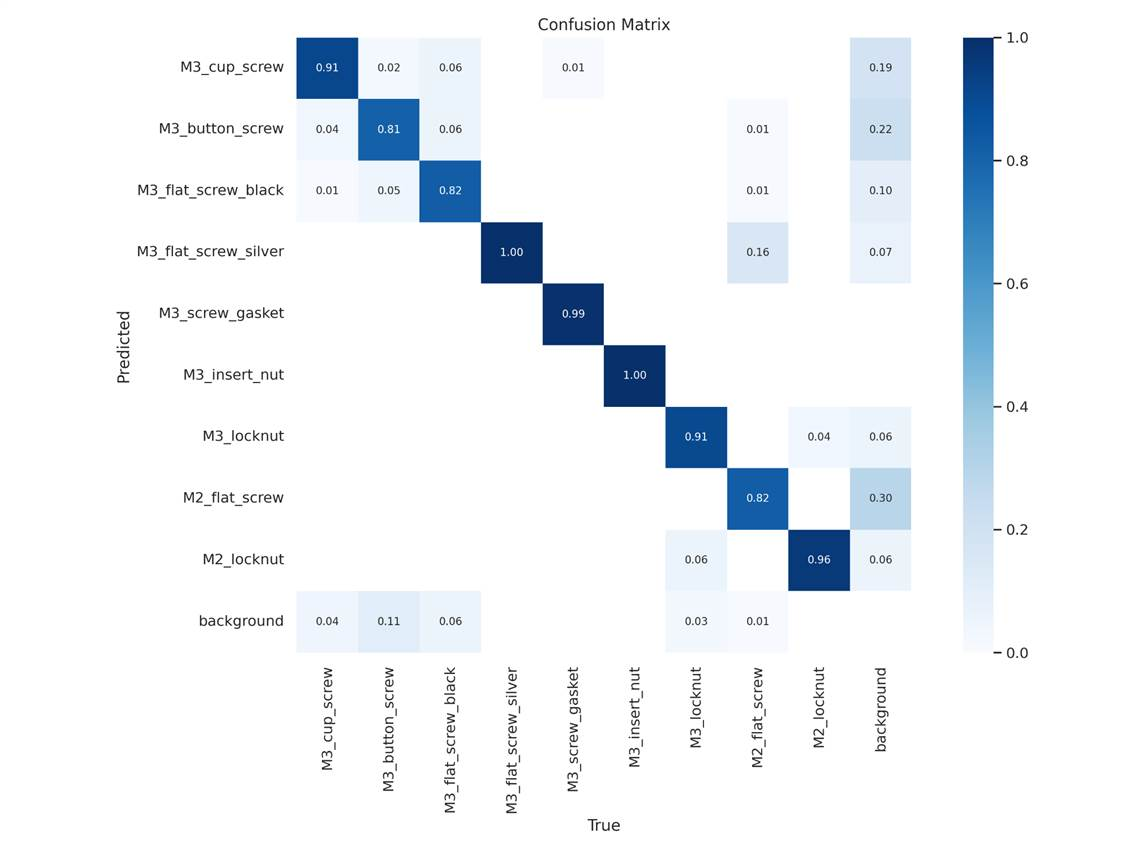 Confusion Matrix
M3_cup_screw 0.91 0.02 0.06 0.01 0.19 1.0
M3_button_screw 0.04 0.81 0.06 0.01 0.22 0.8
M3_flat_screw_black 0.01 0.05 0.82 0.01 0.10
M3_flat_screw_silver 1.00 0.16 0.07 0.6
M3_screw_gasket 0.99
M3_insert_nut 1.00 0.4
M3_locknut 0.91 0.04 0.06
M2_flat_screw 0.82 0.30 0.2
M2_locknut 0.06 0.96 0.06
background 0.04 0.11 0.06 0.03 0.01 0.0
Predicted
M3_cup_screw
M3_button_screw
M3_flat_screw_black
M3_flat_screw_silver
M3_screw_gasket
M3_insert_nut
M3_locknut
M2_flat_screw
M2_locknut
background
True